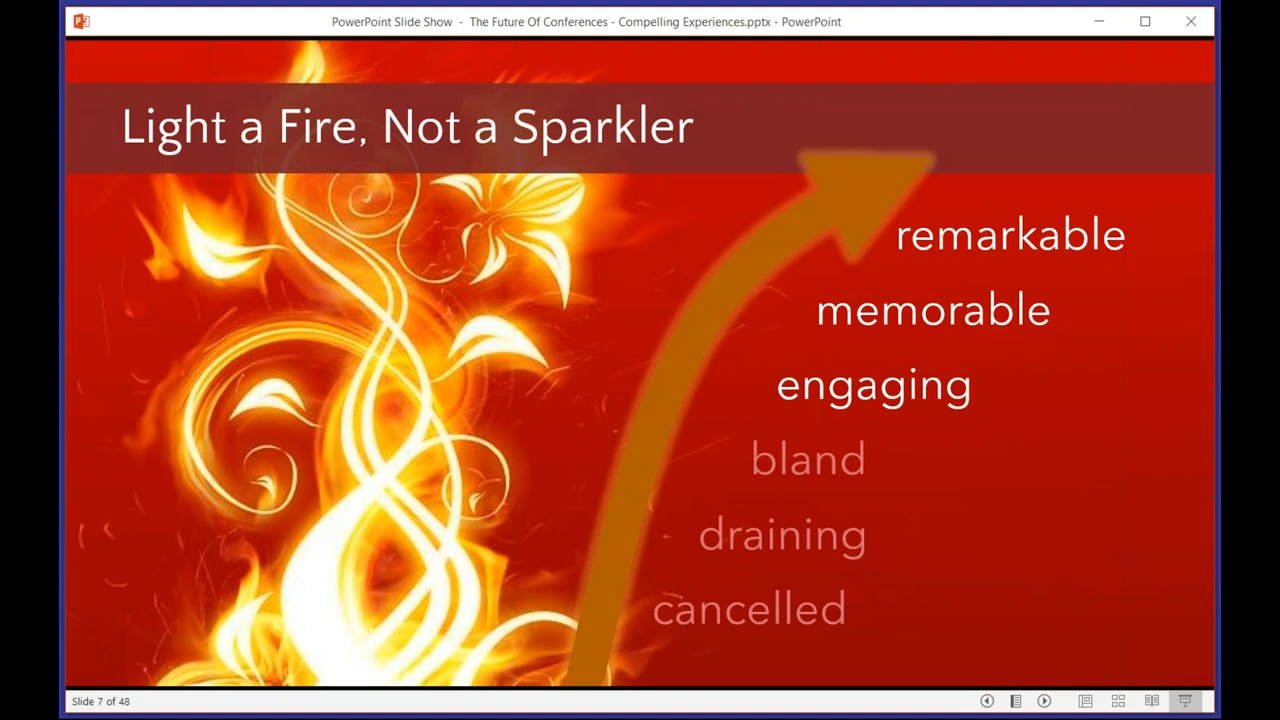 PowerPoint Slide Show - The Future Of Conferences - Compelling Experiences.pptx - PowerPoint
Light a Fire, Not a Sparkler
remarkable
memorable
engaging
bland
draining
cancelled
Slide 7 of 48